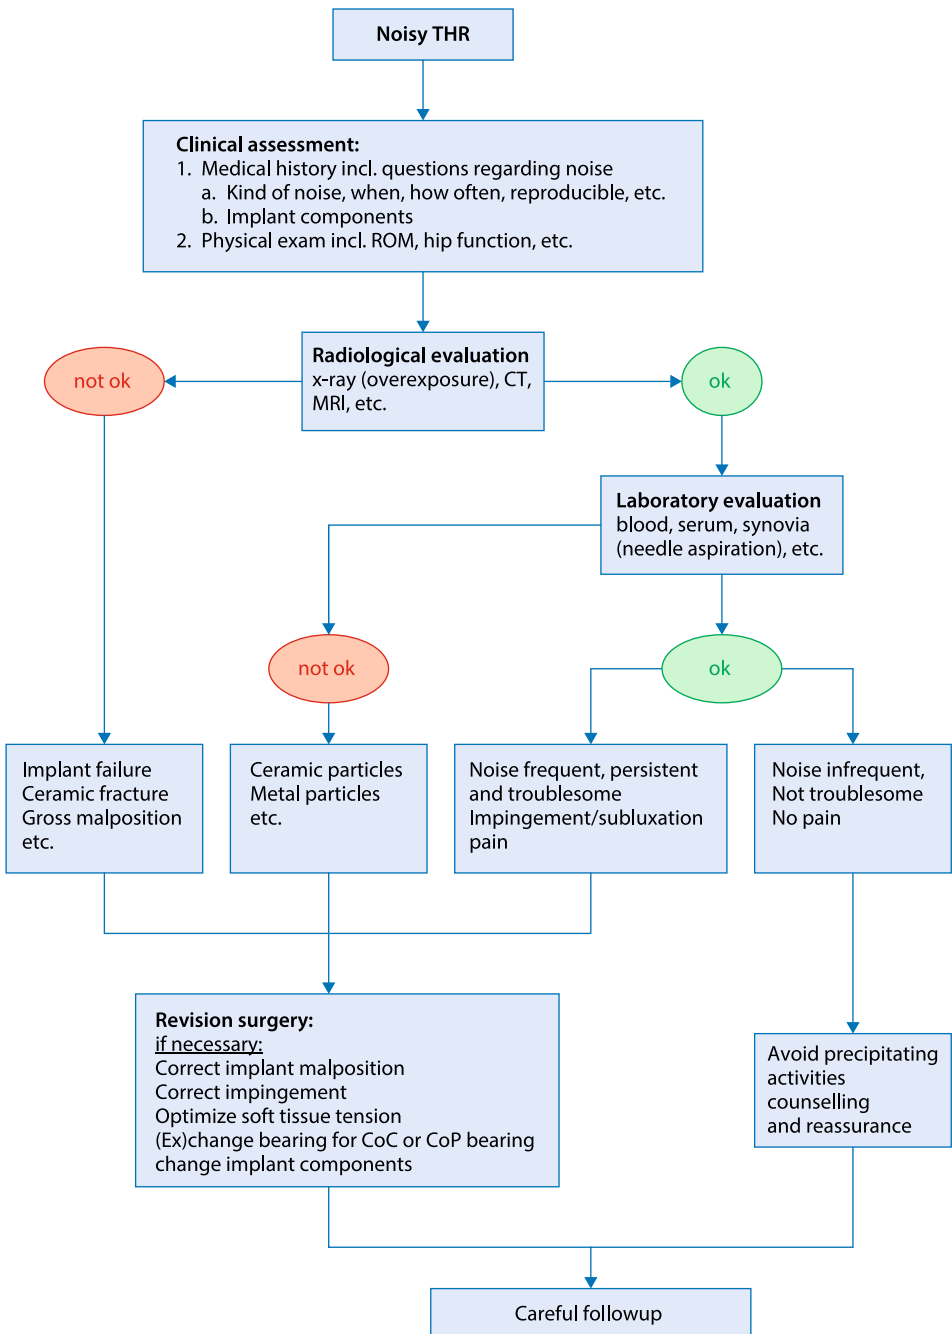 Noisy THR
Clinical assessment:
1. Medical history incl. questions regarding noise
a. Kind of noise, when, how often, reproducible, etc.
b. Implant components
2. Physical exam incl. ROM, hip function, etc.
Radiological evaluation
x-ray (overexposure), CT,
MRI, etc.
not ok
ok
Laboratory evaluation
blood, serum, synovia
(needle aspiration), etc.
not ok
ok
Implant failure
Ceramic fracture
Gross malposition
etc.
Ceramic particles
Metal particles
etc.
Noise frequent, persistent
and troublesome
Impingement/subluxation
pain
Noise infrequent,
Not troublesome
No pain
Revision surgery:
if necessary:
Correct implant malposition
Correct impingement
Optimize soft tissue tension
(Ex)change bearing for CoC or CoP bearing
change implant components
Avoid precipitating
activities
counselling
and reassurance
Careful followup